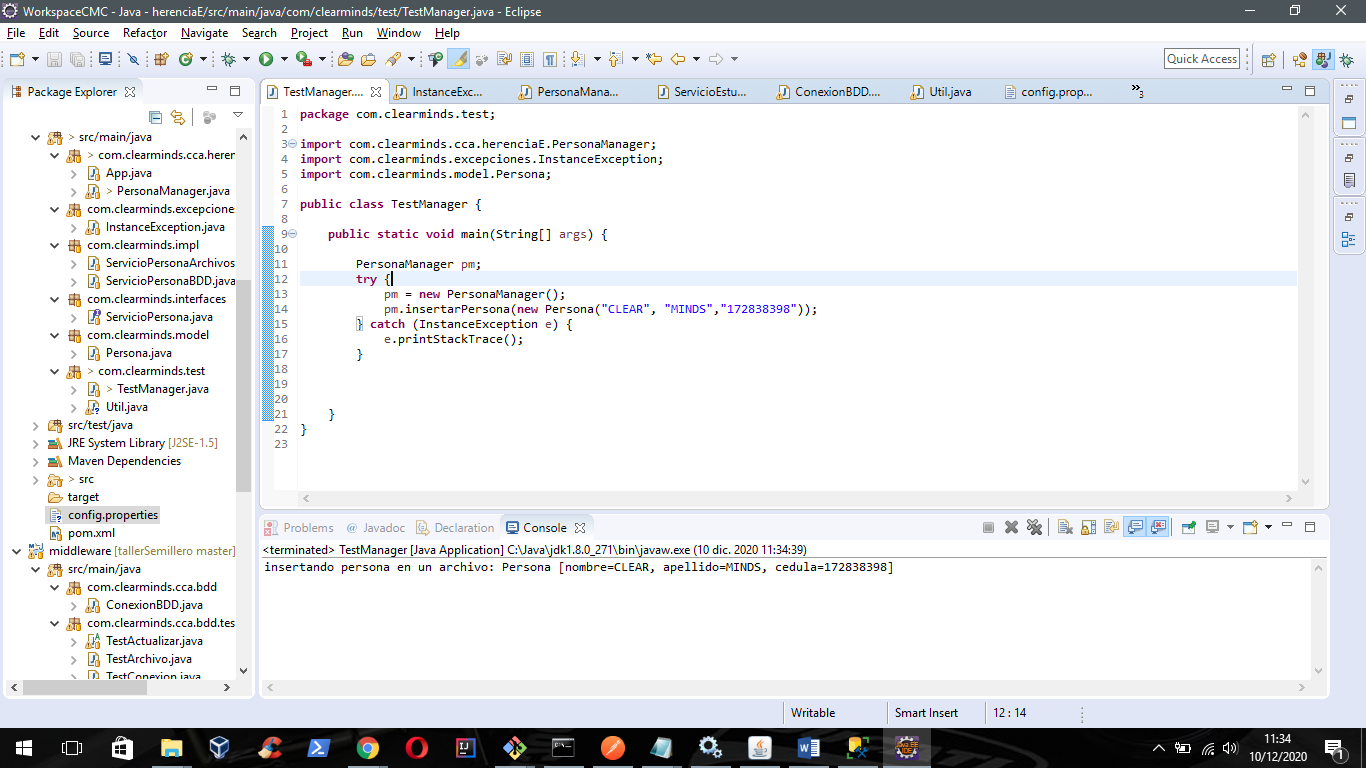 WorkspaceCMC - Java - herenciaE/src/main/java/com/clearminds/test/TestManager.java - Eclipse
File Edit Source Refactor Navigate Search Project Run Window Help
Quick Access
Package Explorer
> src/main/java
> com.clearminds.cca.heren
App.java
> PersonaManager.java
com.clearminds.excepcione
InstanceException.java
com.clearminds.impl
ServicioPersonaArchivos
ServicioPersonaBDD.java
com.clearminds.interfaces
ServicioPersona.java
com.clearminds.model
Persona.java
> com.clearminds.test
> TestManager.java
Util.java
src/test/java
JRE System Library [J2SE-1.5]
Maven Dependencies
> src
target
config.properties
pom.xml
middleware [tallerSemillero master]
src/main/java
com.clearminds.cca.bdd
ConexionBDD.java
com.clearminds.cca.bdd.tes
TestActualizar.java
TestArchivo.java
TestConexion.java
TestManager.... InstanceExc... PersonaMana... ServicioEstu... ConexionBDD.... Util.java config.prop... »3
1 package com.clearminds.test;
2
3 import com.clearminds.cca.herenciaE.PersonaManager;
4 import com.clearminds.excepciones.InstanceException;
5 import com.clearminds.model.Persona;
6
7 public class TestManager {
8
9 public static void main(String[] args) {
10
11 PersonaManager pm;
12 try {
13 pm = new PersonaManager();
14 pm.insertarPersona(new Persona("CLEAR", "MINDS","172838398"));
15 } catch (InstanceException e) {
16 e.printStackTrace();
17 }
18
19
20
21 }
22 }
23
Problems @ Javadoc Declaration Console
<terminated> TestManager [Java Application] C:\Java\jdk1.8.0_271\bin\javaw.exe (10 dic. 2020 11:34:39)
insertando persona en un archivo: Persona [nombre=CLEAR, apellido=MINDS, cedula=172838398]
Writable Smart Insert 12 : 14
11:34
10/12/2020
1